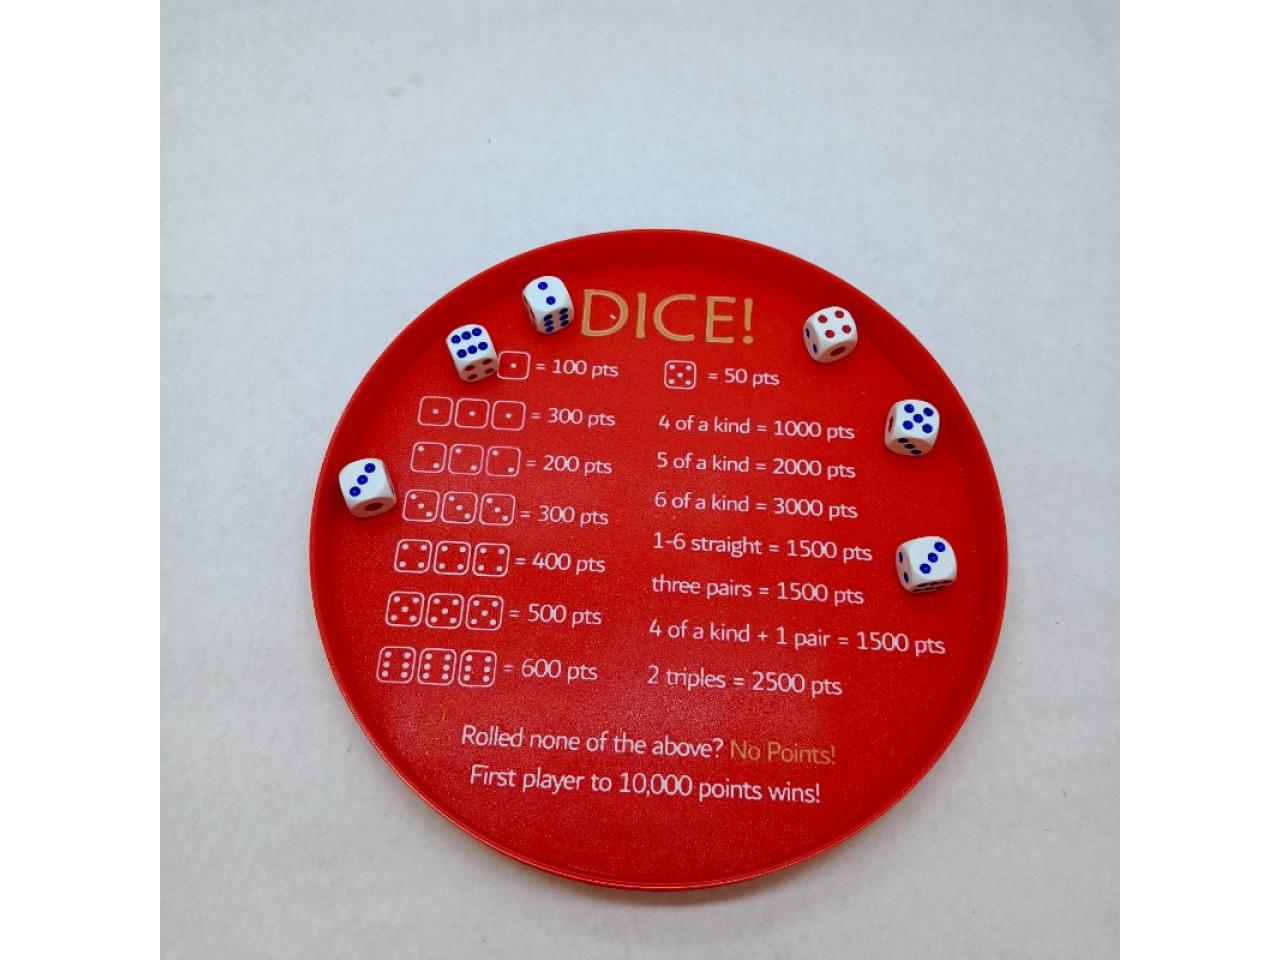 DICE!
= 100 pts
= 50 pts
= 300 pts
4 of a kind = 1000 pts
= 200 pts
5 of a kind = 2000 pts
= 300 pts
6 of a kind = 3000 pts
= 400 pts
1-6 straight = 1500 pts
= 500 pts
three pairs = 1500 pts
= 600 pts
4 of a kind + 1 pair = 1500 pts
2 triples = 2500 pts
Rolled none of the above? No Points!
First player to 10,000 points wins!